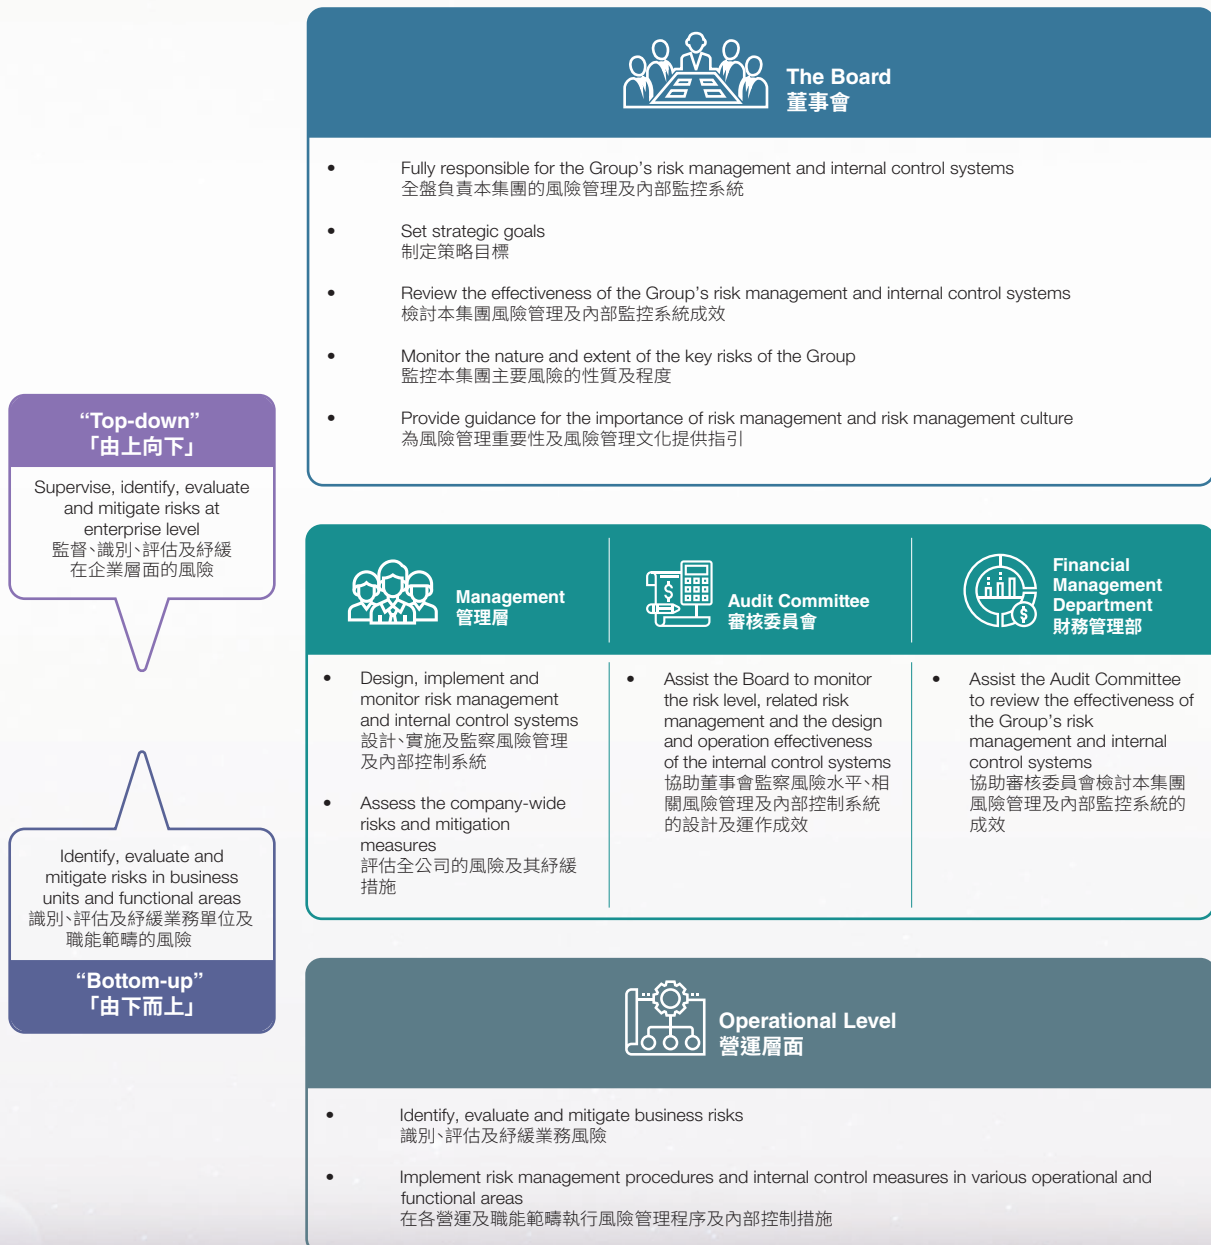 The Board
董事會
• Fully responsible for the Group’s risk management and internal control systems
全盤負責本集團的風險管理及內部監控系統
• Set strategic goals
制定策略目標
• Review the effectiveness of the Group’s risk management and internal control systems
檢討本集團風險管理及內部監控系統成效
• Monitor the nature and extent of the key risks of the Group
監控本集團主要風險的性質及程度
• Provide guidance for the importance of risk management and risk management culture
為風險管理重要性及風險管理文化提供指引
“Top-down”
「由上向下」
Supervise, identify, evaluate
and mitigate risks at
enterprise level
監督、識別、評估及紓緩
在企業層面的風險
Identify, evaluate and
mitigate risks in business
units and functional areas
識別、評估及紓緩業務單位及
職能範疇的風險
“Bottom-up”
「由下而上」
Management
管理層
• Design, implement and
monitor risk management
and internal control systems
設計、實施及監察風險管理
及內部控制系統
• Assess the company-wide
risks and mitigation
measures
評估全公司的風險及其紓緩
措施
Audit Committee
審核委員會
• Assist the Board to monitor
the risk level, related risk
management and the design
and operation effectiveness
of the internal control systems
協助董事會監察風險水平、相
關風險管理及內部控制系統
的設計及運作成效
Financial
Management
Department
財務管理部
• Assist the Audit Committee
to review the effectiveness of
the Group’s risk
management and internal
control systems
協助審核委員會檢討本集團
風險管理及內部監控系統的
成效
Operational Level
營運層面
• Identify, evaluate and mitigate business risks
識別、評估及紓緩業務風險
• Implement risk management procedures and internal control measures in various operational and
functional areas
在各營運及職能範疇執行風險管理程序及內部控制措施